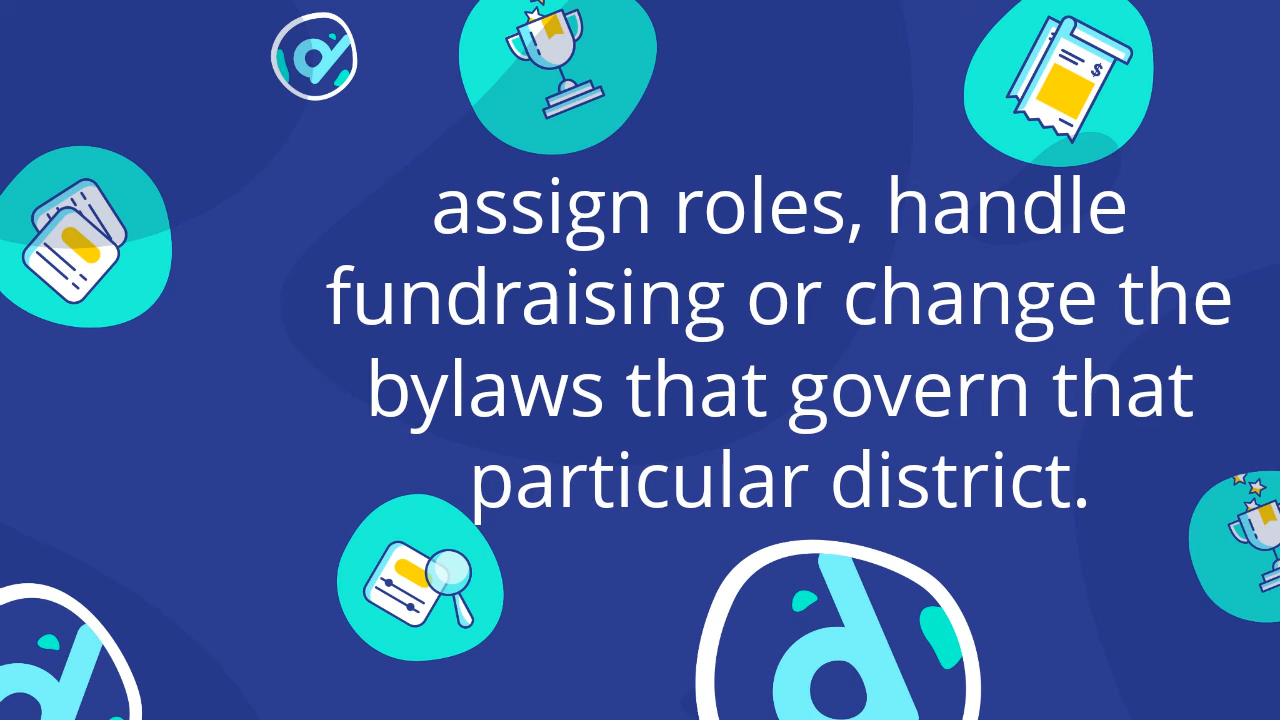 assign roles, handle
fundraising or change the
bylaws that govern that
particular district.